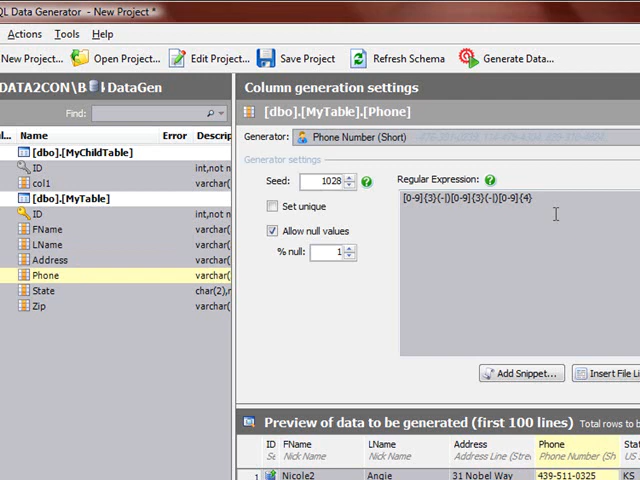 QL Data Generator - New Project *
Actions Tools Help
New Project... Open Project... Edit Project... Save Project Refresh Schema Generate Data...
DATA2CON\B DataGen
Find:
Name Error Descrip
[dbo].[MyChildTable]
ID int,not n
col1 varchar(
[dbo].[MyTable]
ID int,not n
FName varchar(
LName varchar(
Address varchar(
Phone varchar(
State char(2),n
Zip varchar(
Column generation settings
[dbo].[MyTable].[Phone]
Generator: Phone Number (Short)
Generator settings
Seed: 1028
Set unique
Allow null values
% null: 1
Regular Expression:
[0-9]{3}(-|)[0-9]{3}(-|)[0-9]{4}
Add Snippet... Insert File Li
Preview of data to be generated (first 100 lines) Total rows to b
ID FName LName Address Phone Stat
Se Nick Name Nick Name Address Line (Stree Phone Number (Sh US S
1 Nicole2 Angie 31 Nobel Way 439-511-0325 KS